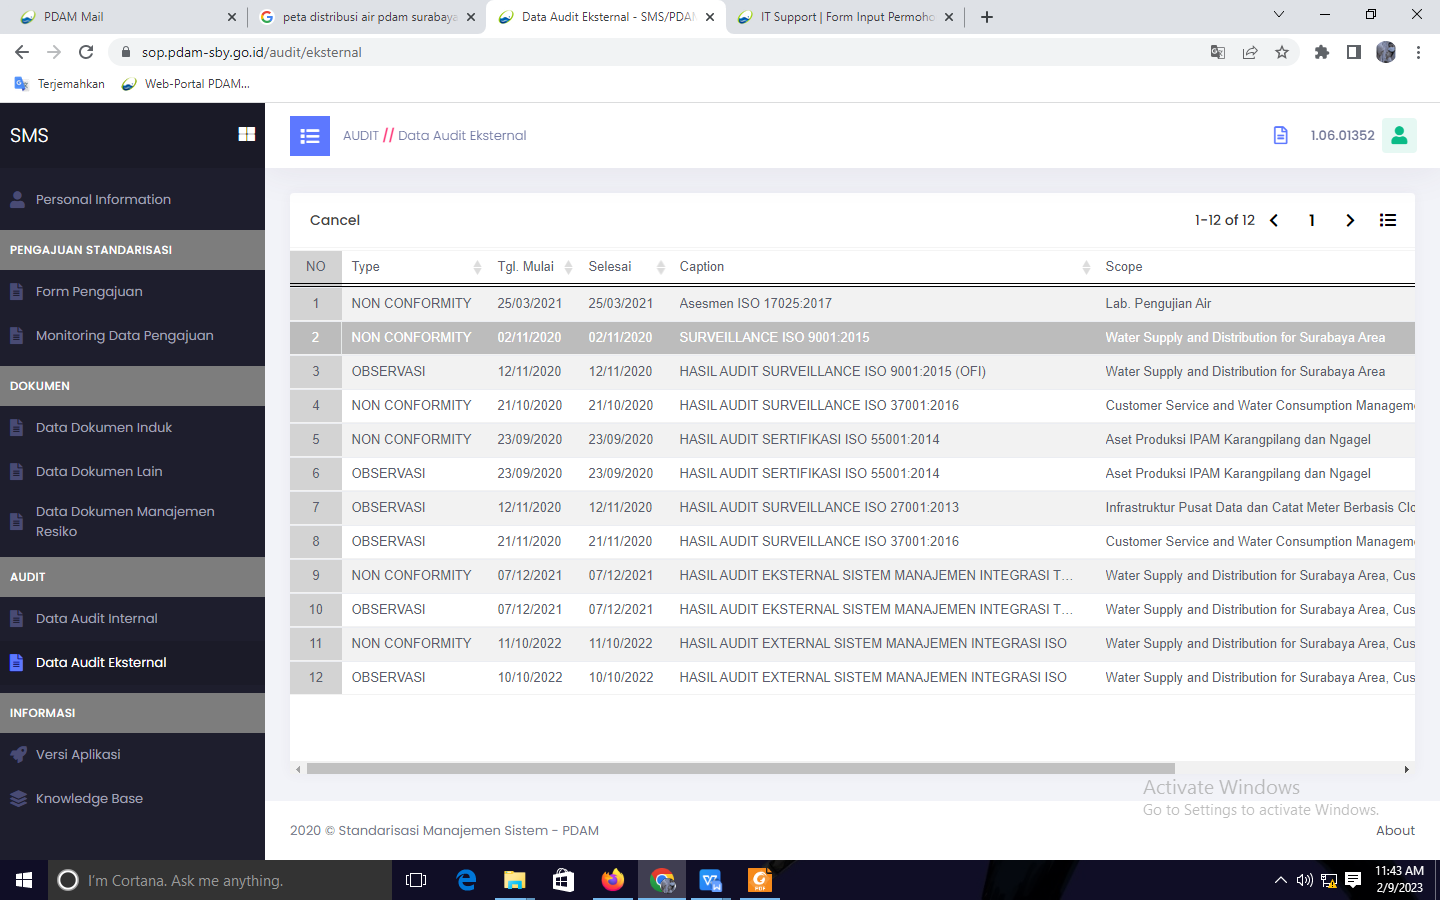 PDAM Mail
peta distribusi air pdam surabaya
Data Audit Eksternal - SMS/PDAM
IT Support | Form Input Permoho
sop.pdam-sby.go.id/audit/eksternal
Terjemahkan
Web-Portal PDAM...
SMS
Personal Information
PENGAJUAN STANDARISASI
Form Pengajuan
Monitoring Data Pengajuan
DOKUMEN
Data Dokumen Induk
Data Dokumen Lain
Data Dokumen Manajemen
Resiko
AUDIT
Data Audit Internal
Data Audit Eksternal
INFORMASI
Versi Aplikasi
Knowledge Base
AUDIT // Data Audit Eksternal
1.06.01352
Cancel
1-12 of 12 1
NO Type Tgl. Mulai Selesai Caption Scope
1 NON CONFORMITY 25/03/2021 25/03/2021 Asesmen ISO 17025:2017 Lab. Pengujian Air
2 NON CONFORMITY 02/11/2020 02/11/2020 SURVEILLANCE ISO 9001:2015 Water Supply and Distribution for Surabaya Area
3 OBSERVASI 12/11/2020 12/11/2020 HASIL AUDIT SURVEILLANCE ISO 9001:2015 (OFI) Water Supply and Distribution for Surabaya Area
4 NON CONFORMITY 21/10/2020 21/10/2020 HASIL AUDIT SURVEILLANCE ISO 37001:2016 Customer Service and Water Consumption Managem
5 NON CONFORMITY 23/09/2020 23/09/2020 HASIL AUDIT SERTIFIKASI ISO 55001:2014 Aset Produksi IPAM Karangpilang dan Ngagel
6 OBSERVASI 23/09/2020 23/09/2020 HASIL AUDIT SERTIFIKASI ISO 55001:2014 Aset Produksi IPAM Karangpilang dan Ngagel
7 OBSERVASI 12/11/2020 12/11/2020 HASIL AUDIT SURVEILLANCE ISO 27001:2013 Infrastruktur Pusat Data dan Catat Meter Berbasis Clo
8 OBSERVASI 21/11/2020 21/11/2020 HASIL AUDIT SURVEILLANCE ISO 37001:2016 Customer Service and Water Consumption Managem
9 NON CONFORMITY 07/12/2021 07/12/2021 HASIL AUDIT EKSTERNAL SISTEM MANAJEMEN INTEGRASI T... Water Supply and Distribution for Surabaya Area, Cus
10 OBSERVASI 07/12/2021 07/12/2021 HASIL AUDIT EKSTERNAL SISTEM MANAJEMEN INTEGRASI T... Water Supply and Distribution for Surabaya Area, Cus
11 NON CONFORMITY 11/10/2022 11/10/2022 HASIL AUDIT EXTERNAL SISTEM MANAJEMEN INTEGRASI ISO Water Supply and Distribution for Surabaya Area, Cus
12 OBSERVASI 10/10/2022 10/10/2022 HASIL AUDIT EXTERNAL SISTEM MANAJEMEN INTEGRASI ISO Water Supply and Distribution for Surabaya Area, Cus
Activate Windows
Go to Settings to activate Windows.
2020 © Standarisasi Manajemen Sistem - PDAM
About
I'm Cortana. Ask me anything.
11:43 AM
2/9/2023